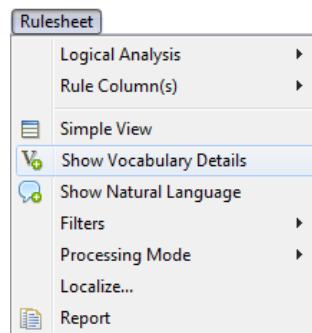 Rulesheet
Logical Analysis
Rule Column(s)
Simple View
Show Vocabulary Details
Show Natural Language
Filters
Processing Mode
Localize...
Report